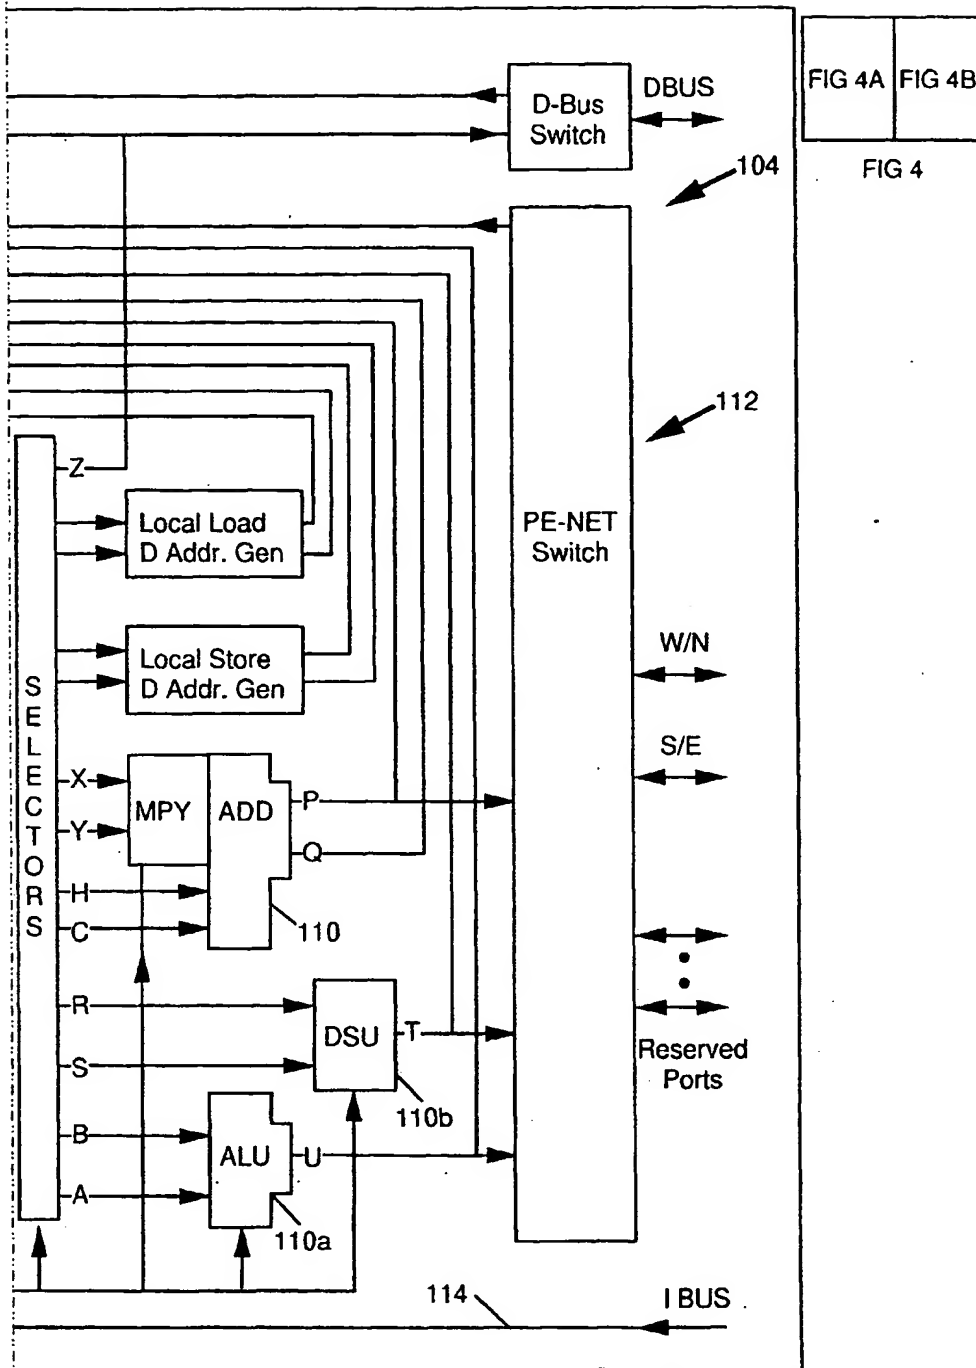 D-Bus
Switch
DBUS
FIG 4A
FIG 4B
FIG 4
104
112
Z
Local Load
D Addr. Gen
PE-NET
Switch
Local Store
D Addr. Gen
W/N
S/E
SELECTORS
X
Y
H
C
MPY
ADD
P
Q
110
R
S
DSU
T
110b
Reserved
Ports
B
A
ALU
U
110a
114
I BUS